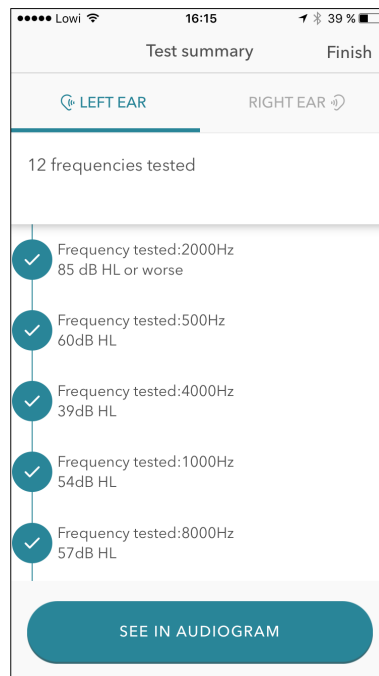 Lowi 16:15 39 %
Test summary Finish
LEFT EAR RIGHT EAR
12 frequencies tested
Frequency tested:2000Hz
85 dB HL or worse
Frequency tested:500Hz
60dB HL
Frequency tested:4000Hz
39dB HL
Frequency tested:1000Hz
54dB HL
Frequency tested:8000Hz
57dB HL
SEE IN AUDIOGRAM